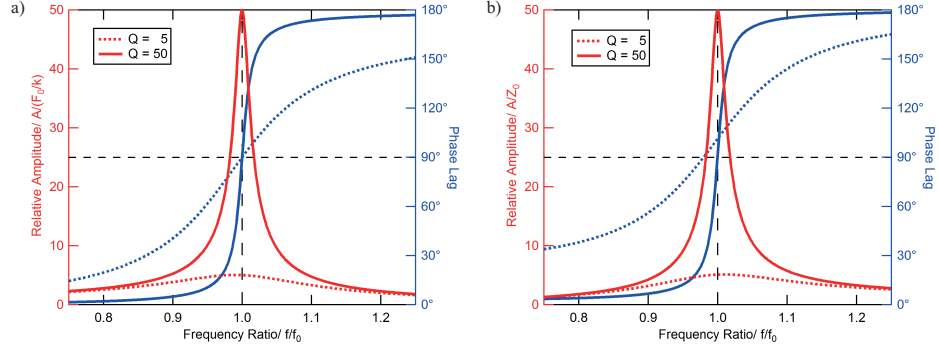 a)
50
40
30
20
10
0
Relative Amplitude/ A/(F₀/k)
Q = 5
Q = 50
180°
150°
120°
90°
60°
30°
0°
Phase Lag
0.8 0.9 1.0 1.1 1.2
Frequency Ratio/ f/f₀
b)
50
40
30
20
10
0
Relative Amplitude/ A/Z₀
Q = 5
Q = 50
180°
150°
120°
90°
60°
30°
0°
Phase Lag
0.8 0.9 1.0 1.1 1.2
Frequency Ratio/ f/f₀